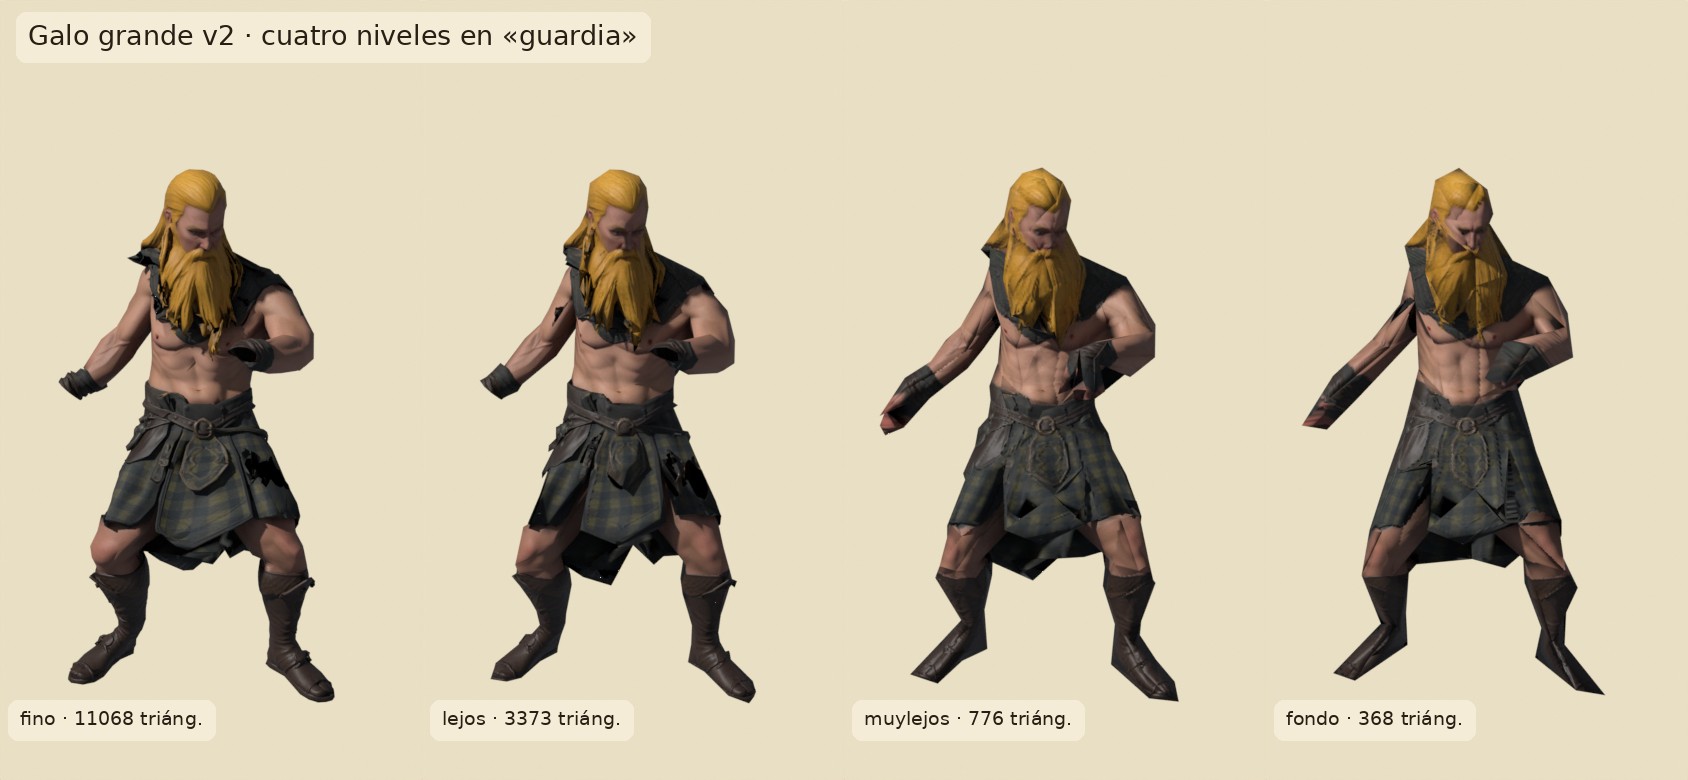 Galo grande v2 · cuatro niveles en «guardia»
fino · 11068 triáng.
lejos · 3373 triáng.
muylejos · 776 triáng.
fondo · 368 triáng.